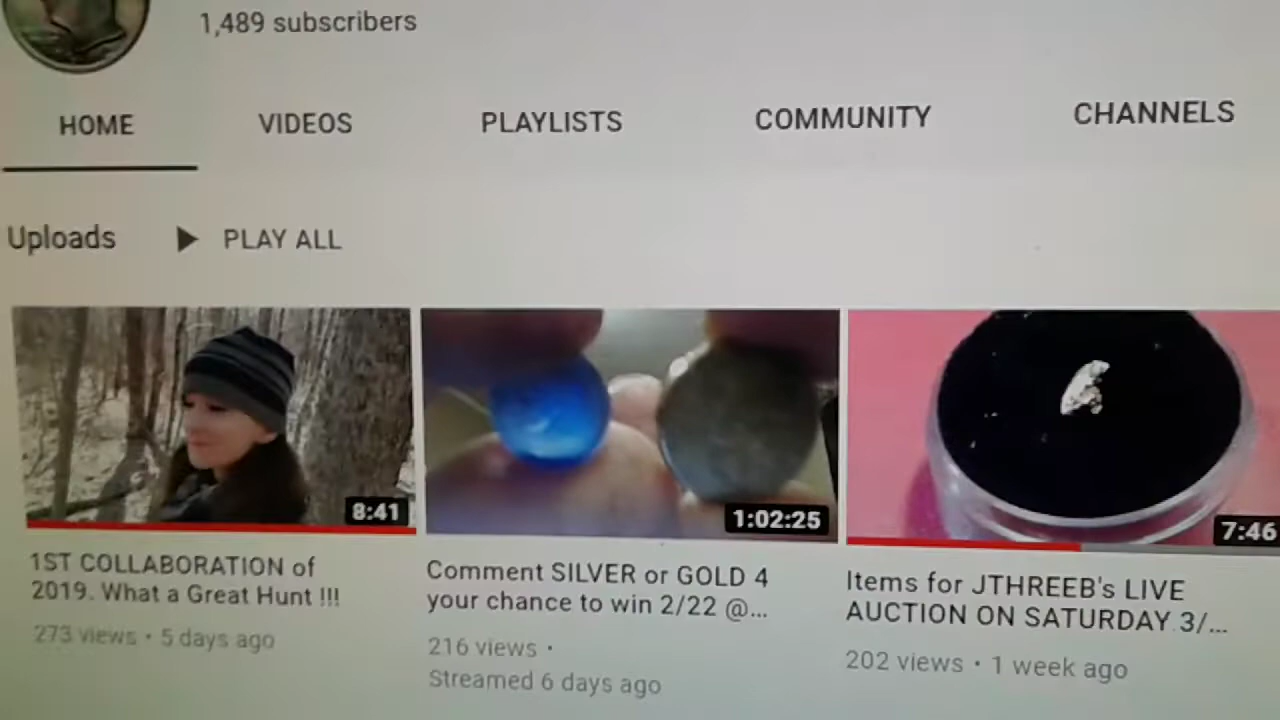 1,489 subscribers
HOME VIDEOS PLAYLISTS COMMUNITY CHANNELS
Uploads PLAY ALL
8:41
1:02:25
7:46
1ST COLLABORATION of
2019. What a Great Hunt !!!
273 views • 5 days ago
Comment SILVER or GOLD 4
your chance to win 2/22 @...
216 views •
Streamed 6 days ago
Items for JTHREEB's LIVE
AUCTION ON SATURDAY 3/...
202 views • 1 week ago